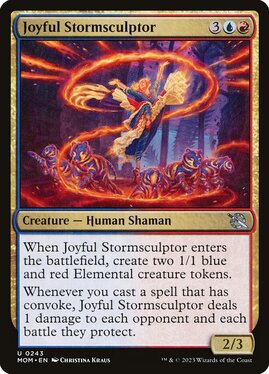 Joyful Stormsculptor 3
Creature — Human Shaman
When Joyful Stormsculptor enters
the battlefield, create two 1/1 blue
and red Elemental creature tokens.
Whenever you cast a spell that has
convoke, Joyful Stormsculptor deals
1 damage to each opponent and each
battle they protect.
2/3
U 0243
MOM • EN CHRISTINA KRAUS
™ & © 2023 Wizards of the Coast